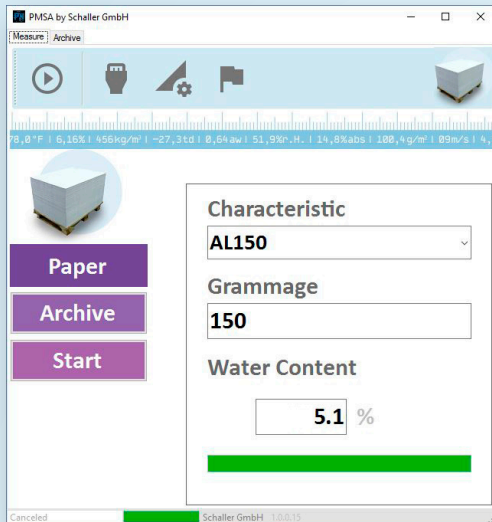 PMSA by Schaller GmbH
Measure Archive
78,0°F | 6,16% | 456kg/m³ | -27,3td | 0,64aw | 51,9%r.H. | 14,8%abs | 100,4g/m² | 09m/s | 4,
Characteristic
AL150
Paper
Grammage
Archive
150
Start
Water Content
5.1 %
Canceled
Schaller GmbH 1.0.0.15